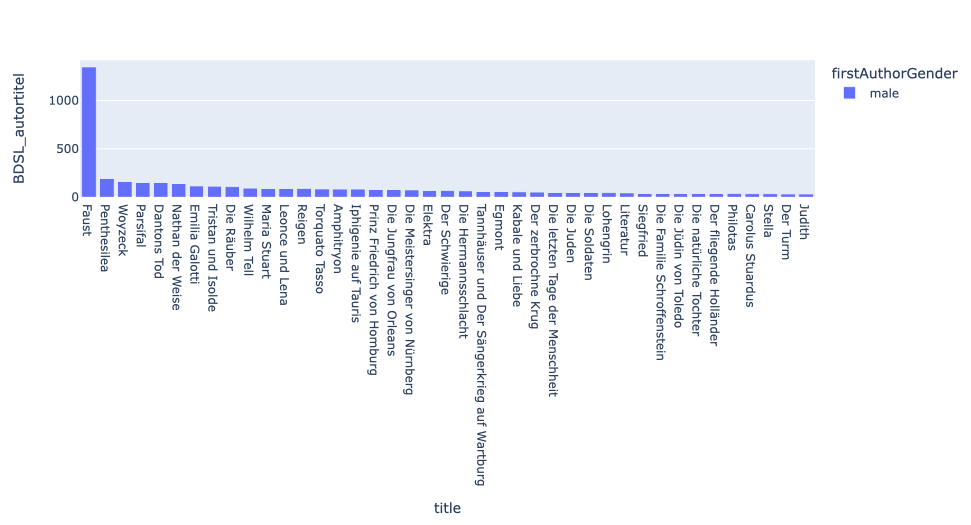 BDSL_autortitel
1000
500
0
firstAuthorGender
male
Faust
Penthesilea
Woyzeck
Parsifal
Dantons Tod
Nathan der Weise
Emilia Galotti
Tristan und Isolde
Die Räuber
Wilhelm Tell
Maria Stuart
Leonce und Lena
Reigen
Torquato Tasso
Amphitryon
Iphigenie auf Tauris
Prinz Friedrich von Homburg
Die Jungfrau von Orleans
Die Meistersinger von Nürnberg
Elektra
Der Schwierige
Die Hermannsschlacht
Tannhäuser und Der Sängerkrieg auf Wartburg
Egmont
Kabale und Liebe
Der zerbrochne Krug
Die letzten Tage der Menschheit
Die Juden
Die Soldaten
Lohengrin
Literatur
Siegfried
Die Familie Schroffenstein
Die Jüdin von Toledo
Die natürliche Tochter
Der fliegende Holländer
Philotas
Carolus Stuardus
Stella
Der Turm
Judith
title